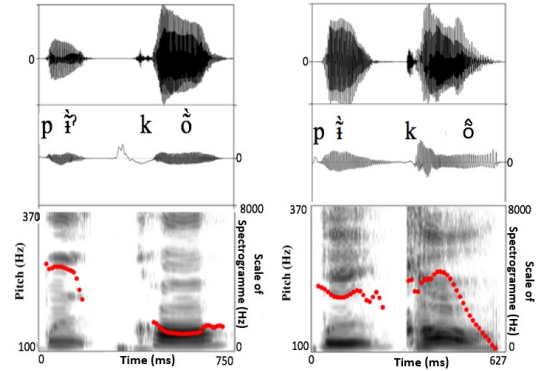 0
p ɪ̃̀ˀ k õ̀
0
370
8000
Pitch (Hz)
Scale of
Spectrogramme (Hz)
100
0
0 Time (ms) 750
0
p ɪ̃̀ k õ̂
0
370
8000
Pitch (Hz)
Scale of
Spectrogramme (Hz)
100
0
0 Time (ms) 627